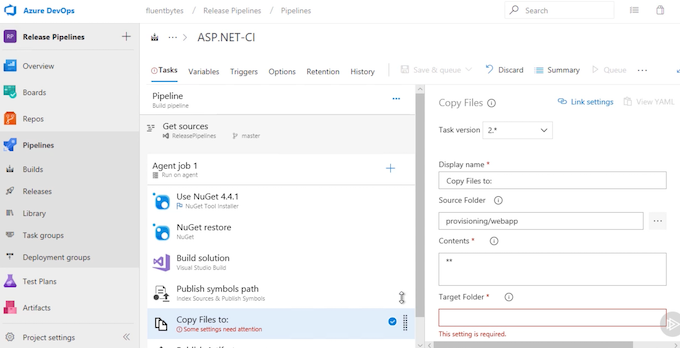 Azure DevOps
fluentbytes / Release Pipelines / Pipelines
Search
RP Release Pipelines
Overview
Boards
Repos
Pipelines
Builds
Releases
Library
Task groups
Deployment groups
Test Plans
Artifacts
Project settings
... > ASP.NET-CI
Tasks Variables Triggers Options Retention History
Save & queue Discard Summary Queue ...
Pipeline
Build pipeline
...
Get sources
ReleasePipelines master
Agent job 1
Run on agent
Use NuGet 4.4.1
NuGet Tool Installer
NuGet restore
NuGet
Build solution
Visual Studio Build
Publish symbols path
Index Sources & Publish Symbols
Copy Files to:
Some settings need attention
Copy Files
Link settings View YAML
Task version 2.*
Display name *
Copy Files to:
Source Folder
provisioning/webapp
...
Contents *
**
Target Folder *
This setting is required.